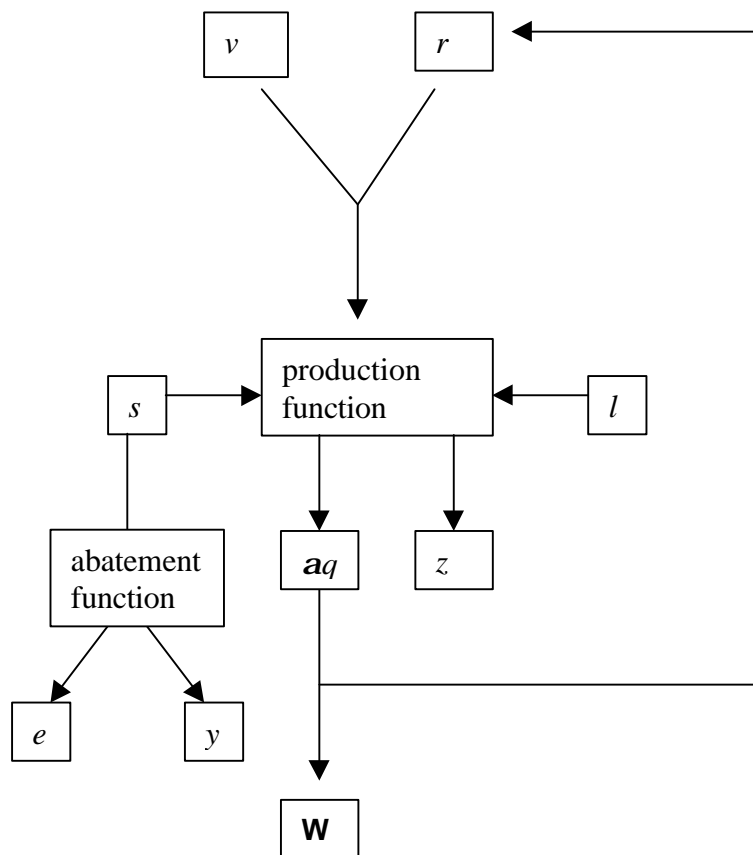 v
r
production
function
s
l
abatement
function
aq
z
e
y
W